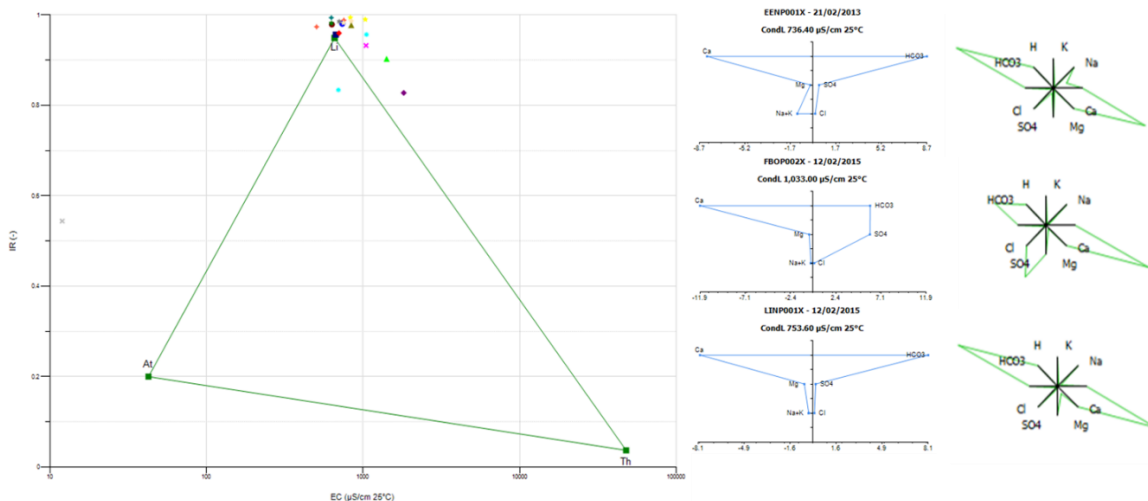 1
0.8
0.6
0.4
0.2
0
IR (-)
Li
At
Th
10
100
1000
10000
100000
EC (µS/cm 25°C)
EENP001X - 21/02/2013
CondL 736.40 µS/cm 25°C
Ca
HCO3
Mg
SO4
Na+K
Cl
-8.7
-5.2
-1.7
1.7
5.2
8.7
H
K
HCO3
Na
Cl
Ca
SO4
Mg
FBOP002X - 12/02/2015
CondL 1,033.00 µS/cm 25°C
Ca
HCO3
Mg
SO4
Na+K
Cl
-11.9
-7.1
-2.4
2.4
7.1
11.9
H
K
HCO3
Na
Cl
Ca
SO4
Mg
LINP001X - 12/02/2015
CondL 753.60 µS/cm 25°C
Ca
HCO3
Mg
SO4
Na+K
Cl
-8.1
-4.9
-1.6
1.6
4.9
8.1
H
K
HCO3
Na
Cl
Ca
SO4
Mg